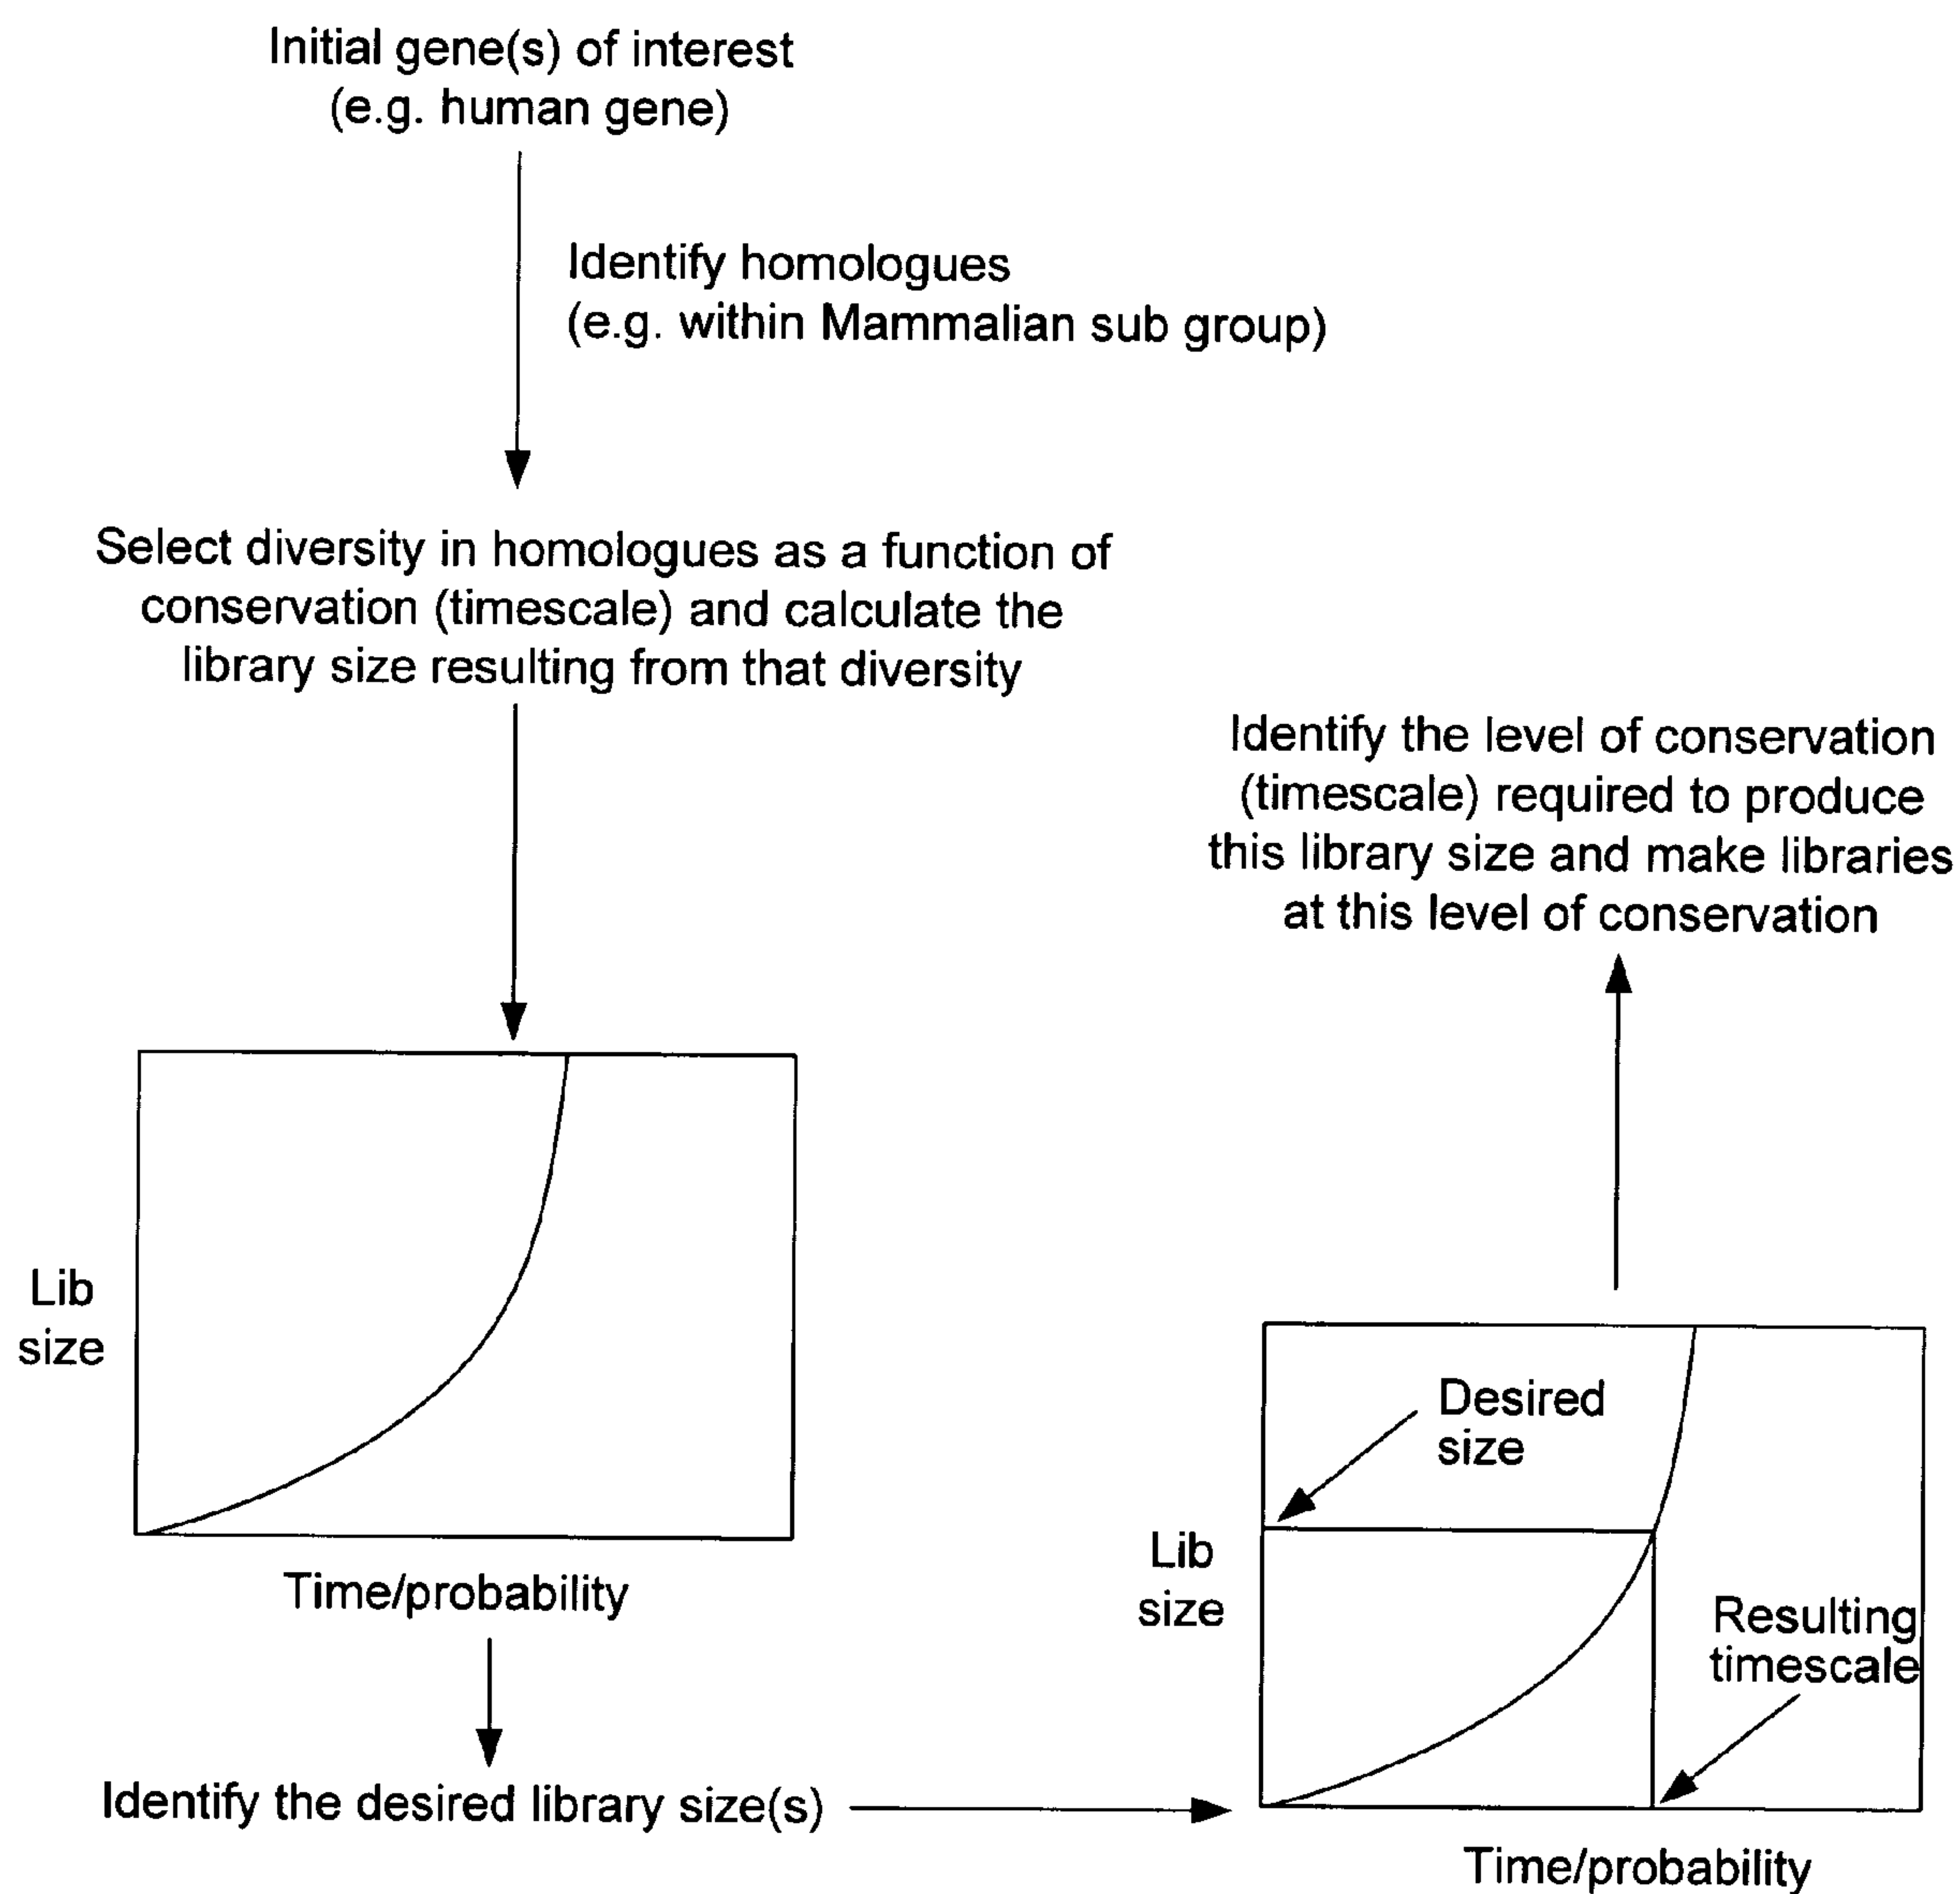 Initial gene(s) of interest
(e.g. human gene)
Identify homologues
(e.g. within Mammalian sub group)
Select diversity in homologues as a function of
conservation (timescale) and calculate the
library size resulting from that diversity
Lib
size
Time/probability
Identify the desired library size(s)
Desired
size
Lib
size
Resulting
timescale
Time/probability
Identify the level of conservation
(timescale) required to produce
this library size and make libraries
at this level of conservation